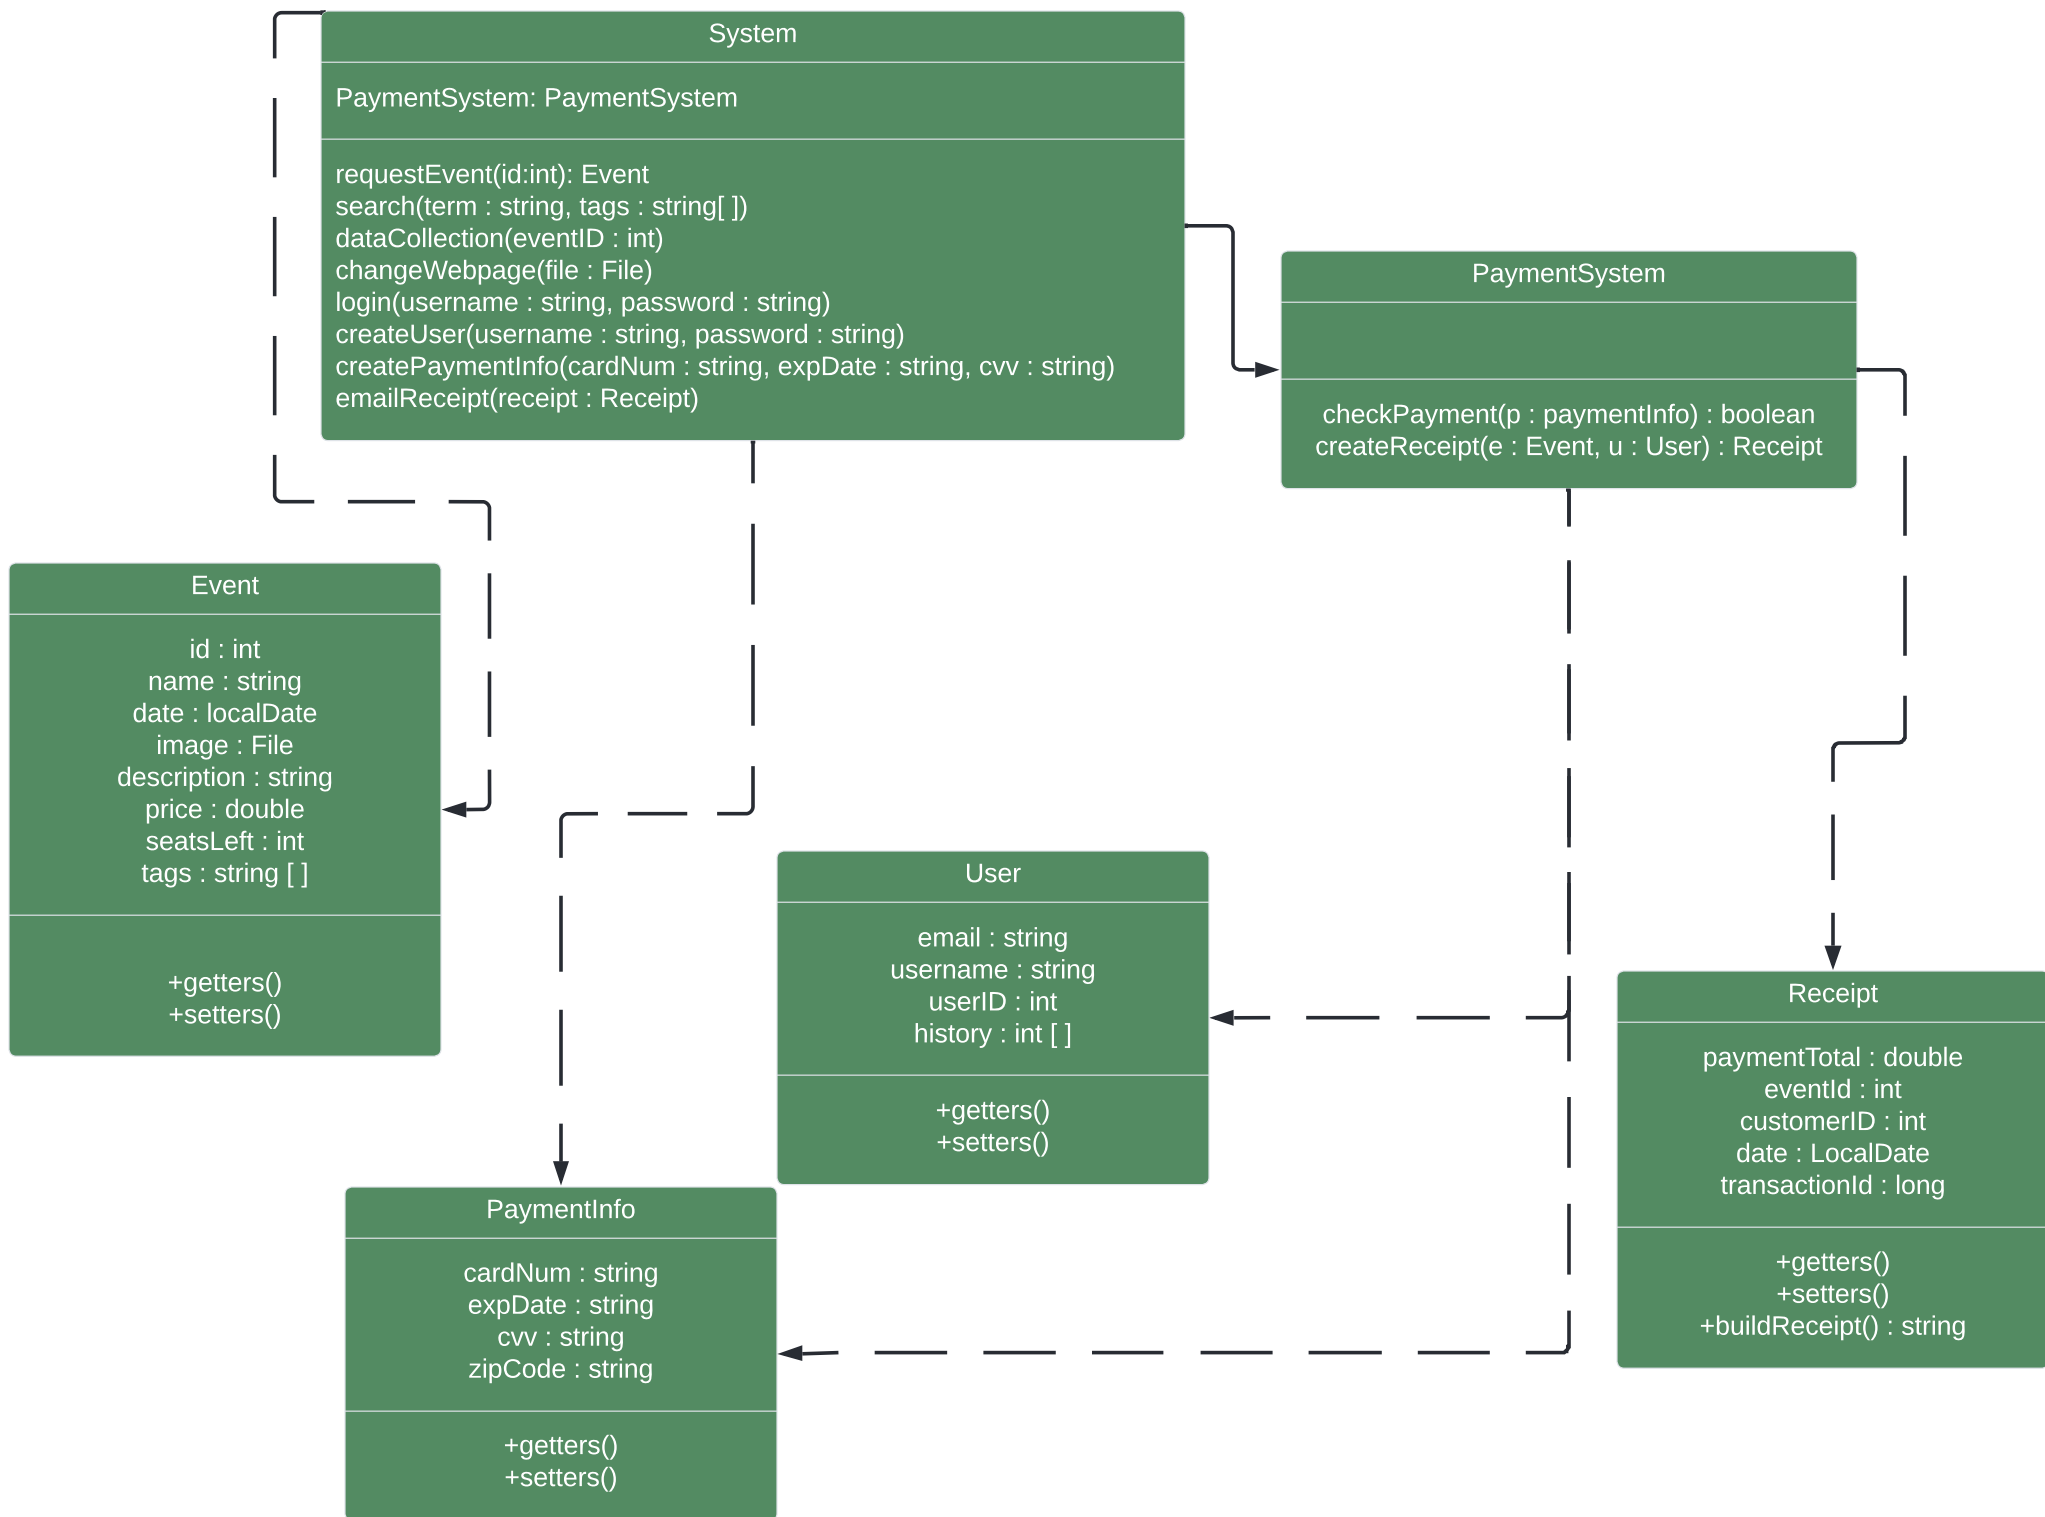 System
PaymentSystem: PaymentSystem
requestEvent(id:int): Event
search(term : string, tags : string[ ])
dataCollection(eventID : int)
changeWebpage(file : File)
login(username : string, password : string)
createUser(username : string, password : string)
createPaymentInfo(cardNum : string, expDate : string, cvv : string)
emailReceipt(receipt : Receipt)
PaymentSystem
checkPayment(p : paymentInfo) : boolean
createReceipt(e : Event, u : User) : Receipt
Event
id : int
name : string
date : localDate
image : File
description : string
price : double
seatsLeft : int
tags : string [ ]
+getters()
+setters()
User
email : string
username : string
userID : int
history : int [ ]
+getters()
+setters()
Receipt
paymentTotal : double
eventId : int
customerID : int
date : LocalDate
transactionId : long
+getters()
+setters()
+buildReceipt() : string
PaymentInfo
cardNum : string
expDate : string
cvv : string
zipCode : string
+getters()
+setters()